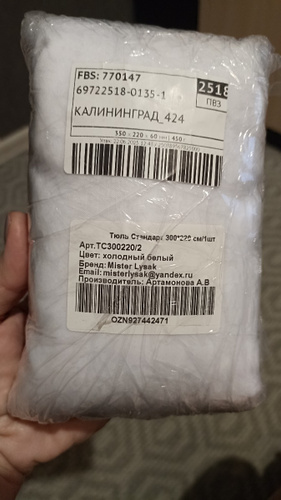 FBS: 770147
2518
69722518-0135-1
ПВЗ
КАЛИНИНГРАД_424
Тюль Стандарт 300*220 см/1шт
Арт.TC300220/2
Цвет: холодный белый
Бренд: Mister Lysak
Email: misterlysak@yandex.ru
Производитель: Артамонова А.В
OZN927442471